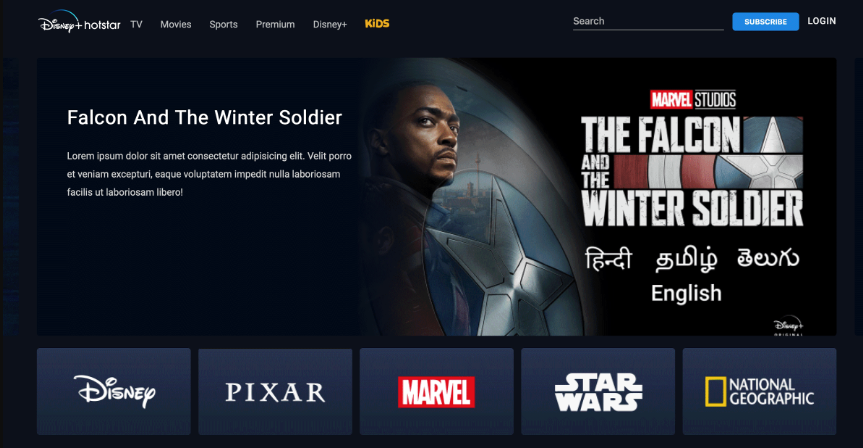 Disney+ hotstar TV Movies Sports Premium Disney+ KiDS Search SUBSCRIBE LOGIN
Falcon And The Winter Soldier
Lorem ipsum dolor sit amet consectetur adipisicing elit. Velit porro
et veniam excepturi, eaque voluptatem impedit nulla laboriosam
facilis ut laboriosam libero!
MARVEL STUDIOS
THE FALCON
AND THE
WINTER SOLDIER
हिन्दी தமிழ் తెలుగు
English
Disney+
ORIGINAL
Disney PIXAR MARVEL STAR WARS NATIONAL GEOGRAPHIC